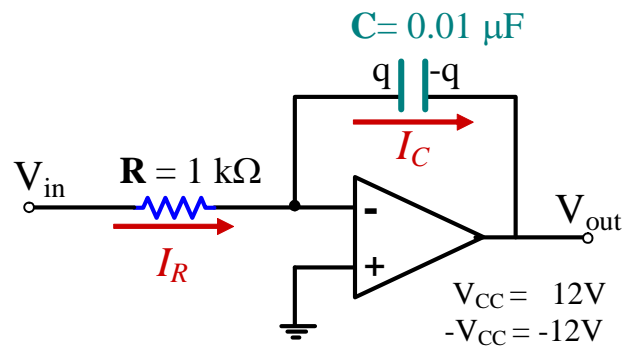 C= 0.01 μF
q -q
I_C
R = 1 kΩ
V_in
I_R
-
+
V_out
V_CC = 12V
-V_CC = -12V